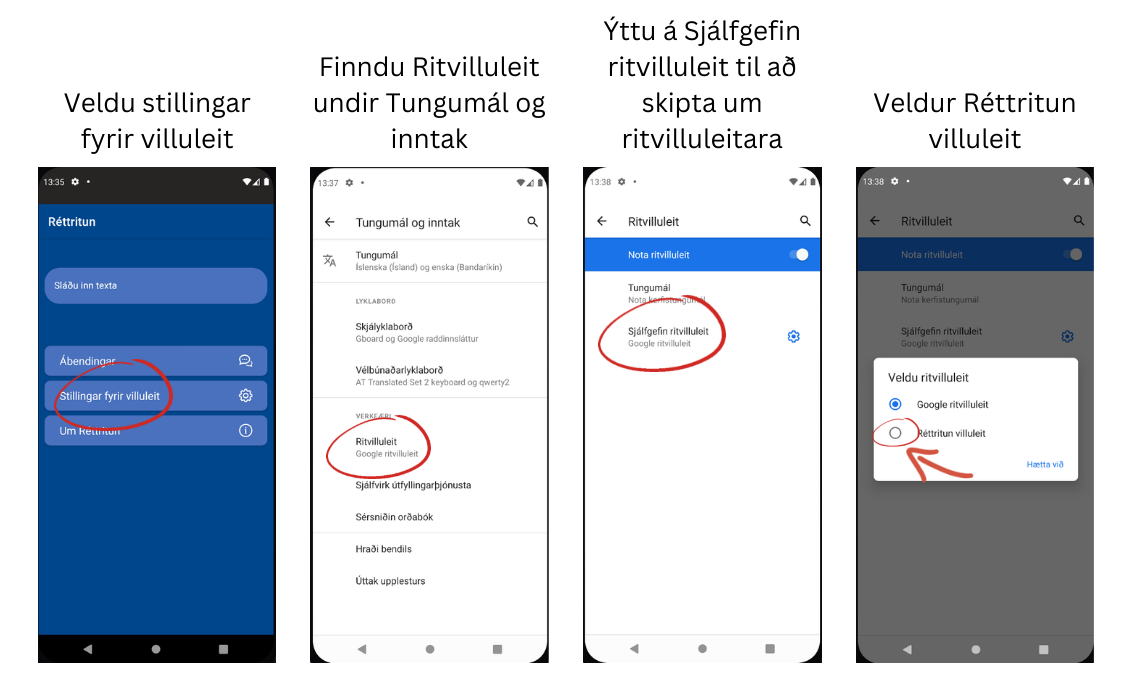 Veldu stillingar
fyrir villuleit
13:35
Réttritun
Sláðu inn texta
Ábendingar
Stillingar fyrir villuleit
Um Réttritun
Finndu Ritvilluleit
undir Tungumál og
inntak
13:37
Tungumál og inntak
Tungumál
Íslenska (Ísland) og enska (Bandaríkin)
LYKLABORÐ
Skjályklaborð
Gboard og Google raddinnsláttur
Vélbúnaðarlyklaborð
AT Translated Set 2 keyboard og qwerty2
VERKFÆRI
Ritvilluleit
Google ritvilluleit
Sjálfvirk útfyllingarþjónusta
Sérsniðin orðabók
Hraði bendils
Úttak upplesturs
Ýttu á Sjálfgefin
ritvilluleit til að
skipta um
ritvilluleitara
13:38
Ritvilluleit
Nota ritvilluleit
Tungumál
Nota kerfistungumál
Sjálfgefin ritvilluleit
Google ritvilluleit
Veldur Réttritun
villuleit
13:38
Ritvilluleit
Nota ritvilluleit
Tungumál
Nota kerfistungumál
Sjálfgefin ritvilluleit
Google ritvilluleit
Veldu ritvilluleit
Google ritvilluleit
Réttritun villuleit
Hætta við